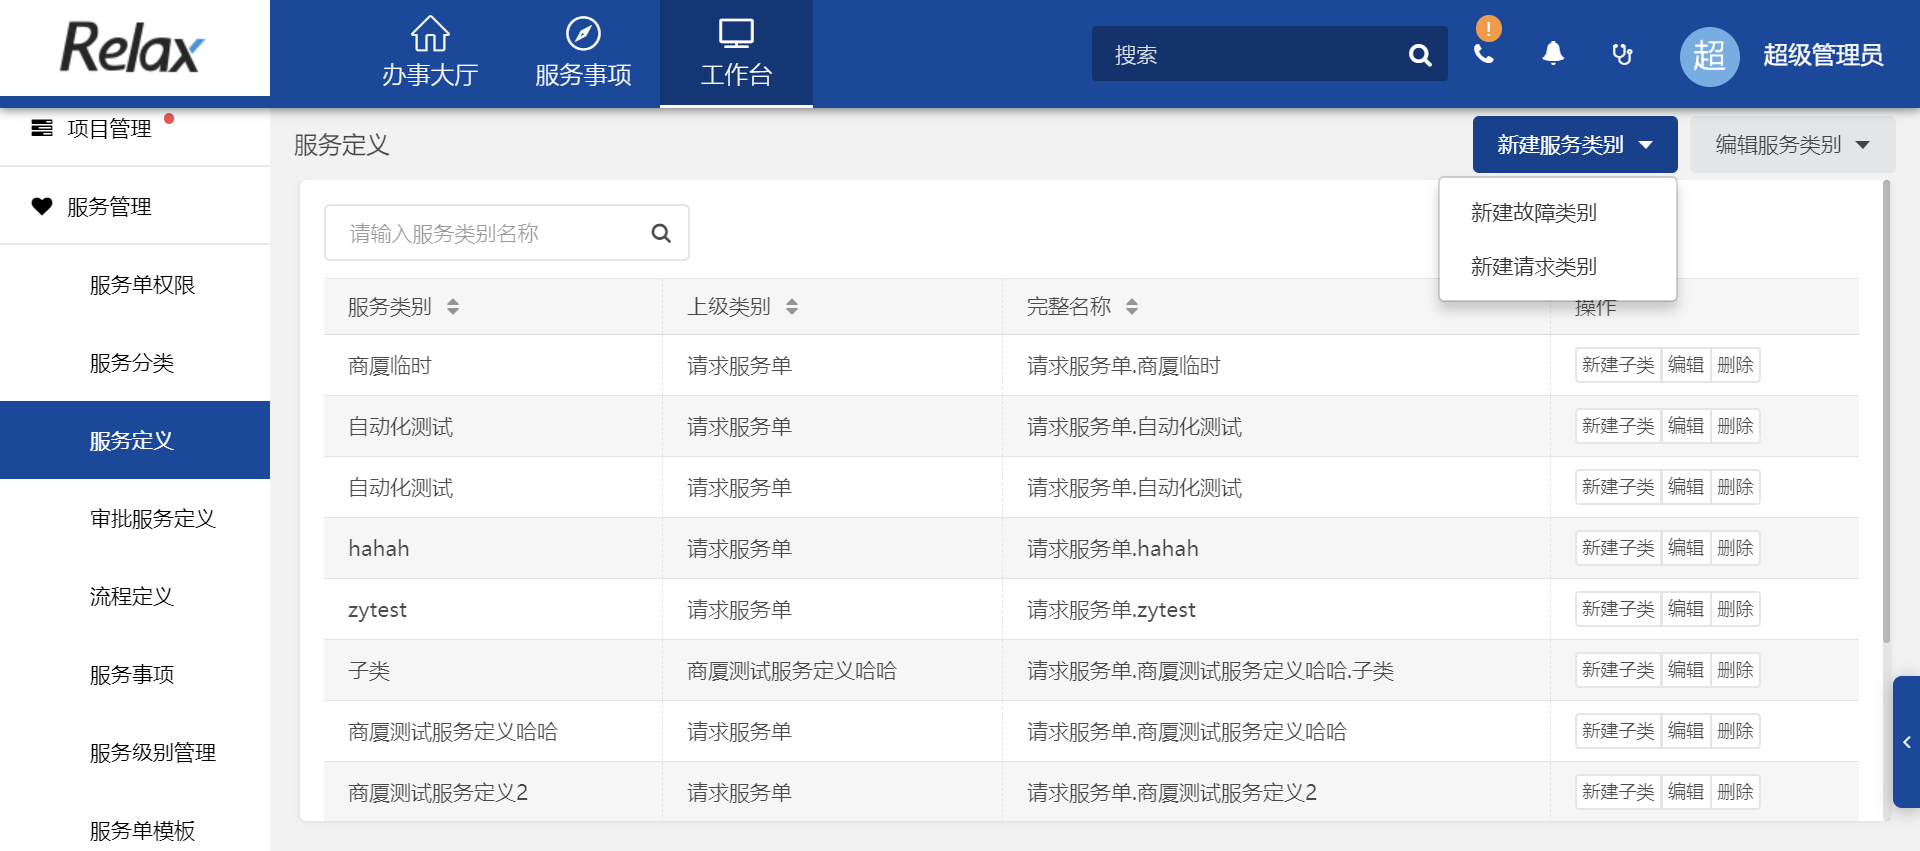 Relax
办事大厅
服务事项
工作台
搜索
!
超
超级管理员
项目管理
服务管理
服务单权限
服务分类
服务定义
审批服务定义
流程定义
服务事项
服务级别管理
服务单模板
服务定义
新建服务类别
编辑服务类别
新建故障类别
新建请求类别
请输入服务类别名称
服务类别 上级类别 完整名称 操作
商厦临时 请求服务单 请求服务单.商厦临时 新建子类 编辑 删除
自动化测试 请求服务单 请求服务单.自动化测试 新建子类 编辑 删除
自动化测试 请求服务单 请求服务单.自动化测试 新建子类 编辑 删除
hahah 请求服务单 请求服务单.hahah 新建子类 编辑 删除
zytest 请求服务单 请求服务单.zytest 新建子类 编辑 删除
子类 商厦测试服务定义哈哈 请求服务单.商厦测试服务定义哈哈.子类 新建子类 编辑 删除
商厦测试服务定义哈哈 请求服务单 请求服务单.商厦测试服务定义哈哈 新建子类 编辑 删除
商厦测试服务定义2 请求服务单 请求服务单.商厦测试服务定义2 新建子类 编辑 删除